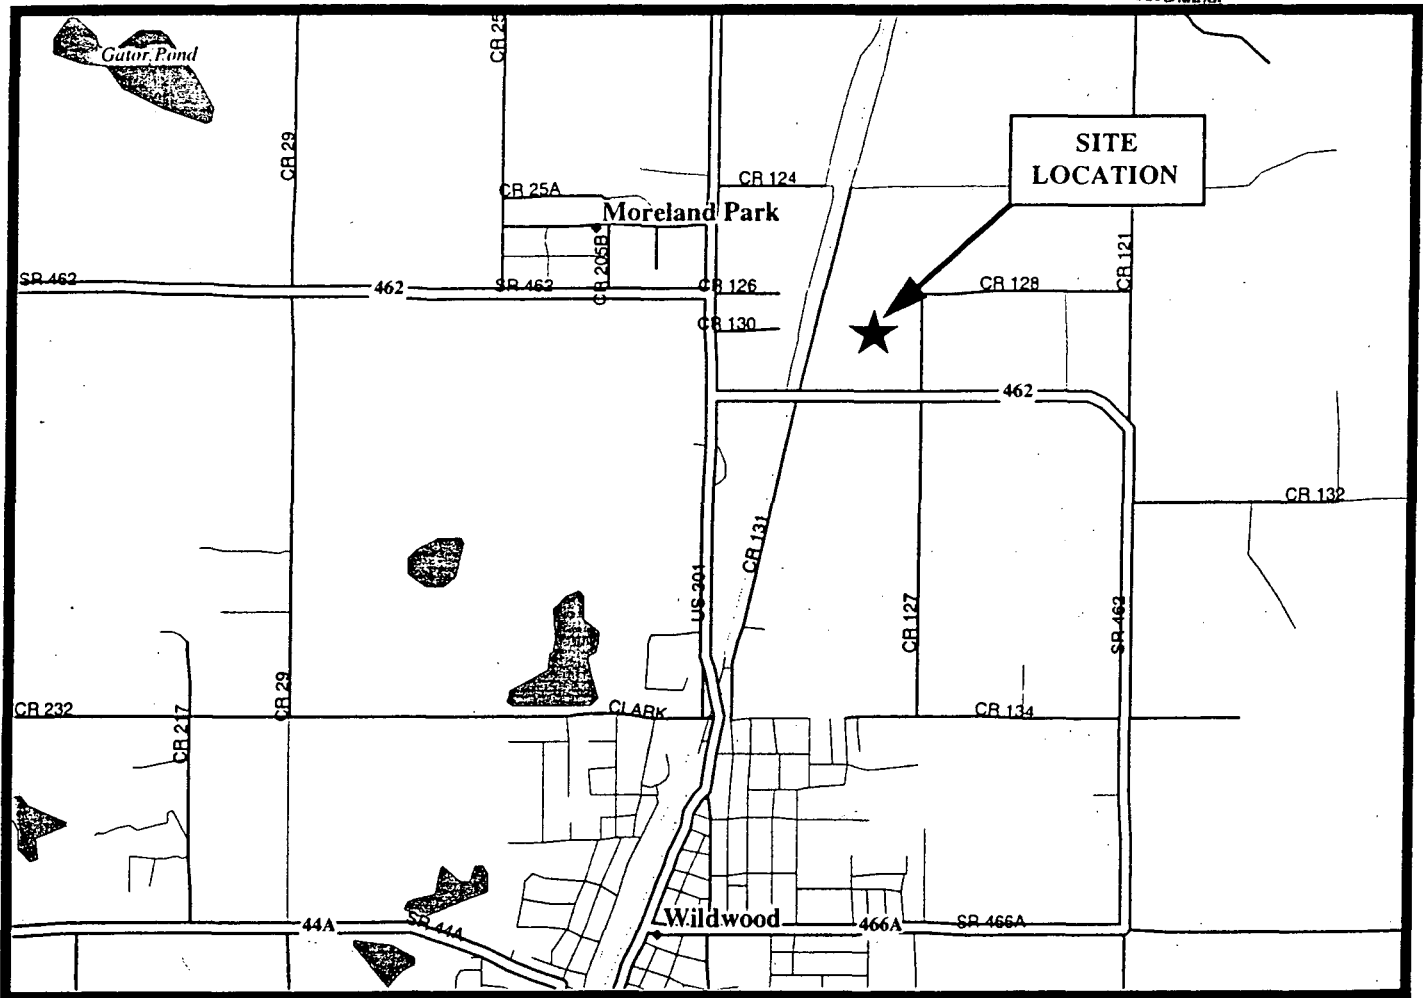 Gator Pond
CR 25
CR 29
SITE
LOCATION
CR 124
CR 25A
Moreland Park
CR 205B
CR 121
SR 462
462
SR 462
CR 126
CR 128
CR 130
462
CR 132
CR 131
US 301
CR 127
SR 462
CR 29
CR 232
CR 217
CLARK
CR 134
44A
SR 44A
Wildwood
466A
SR 466A